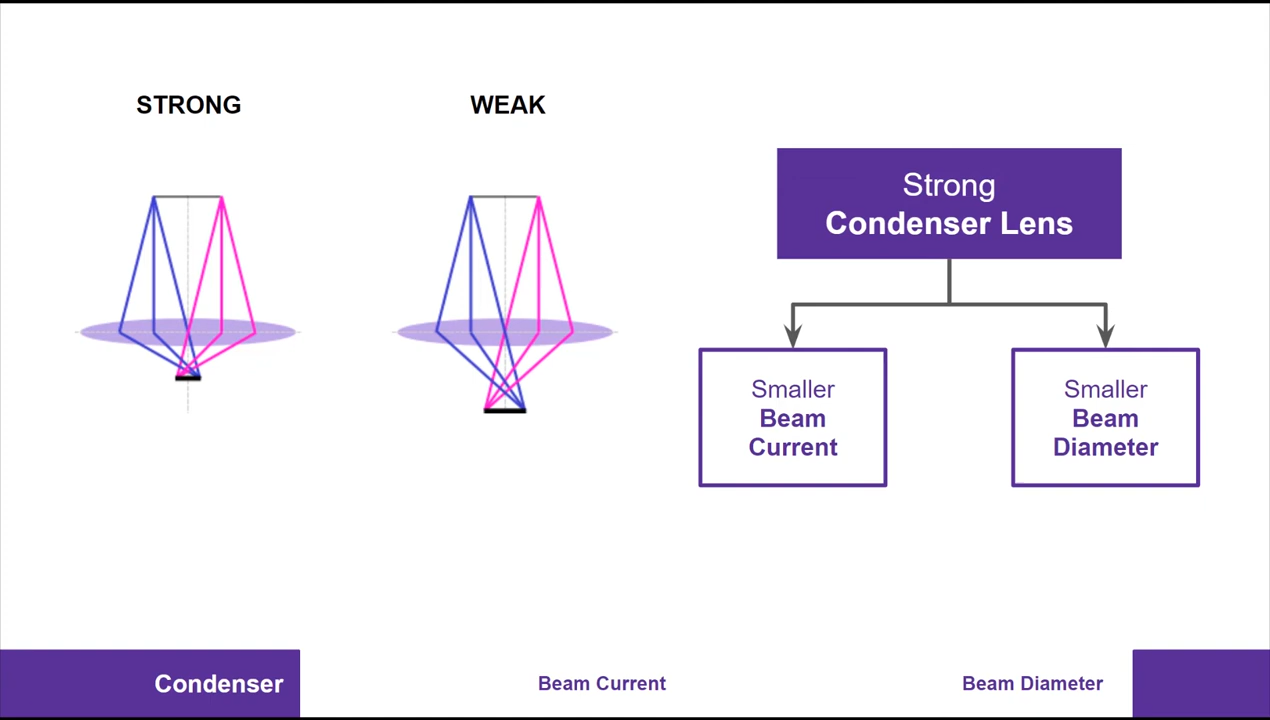 STRONG
WEAK
Strong
Condenser Lens
Smaller
Beam
Current
Smaller
Beam
Diameter
Condenser
Beam Current
Beam Diameter